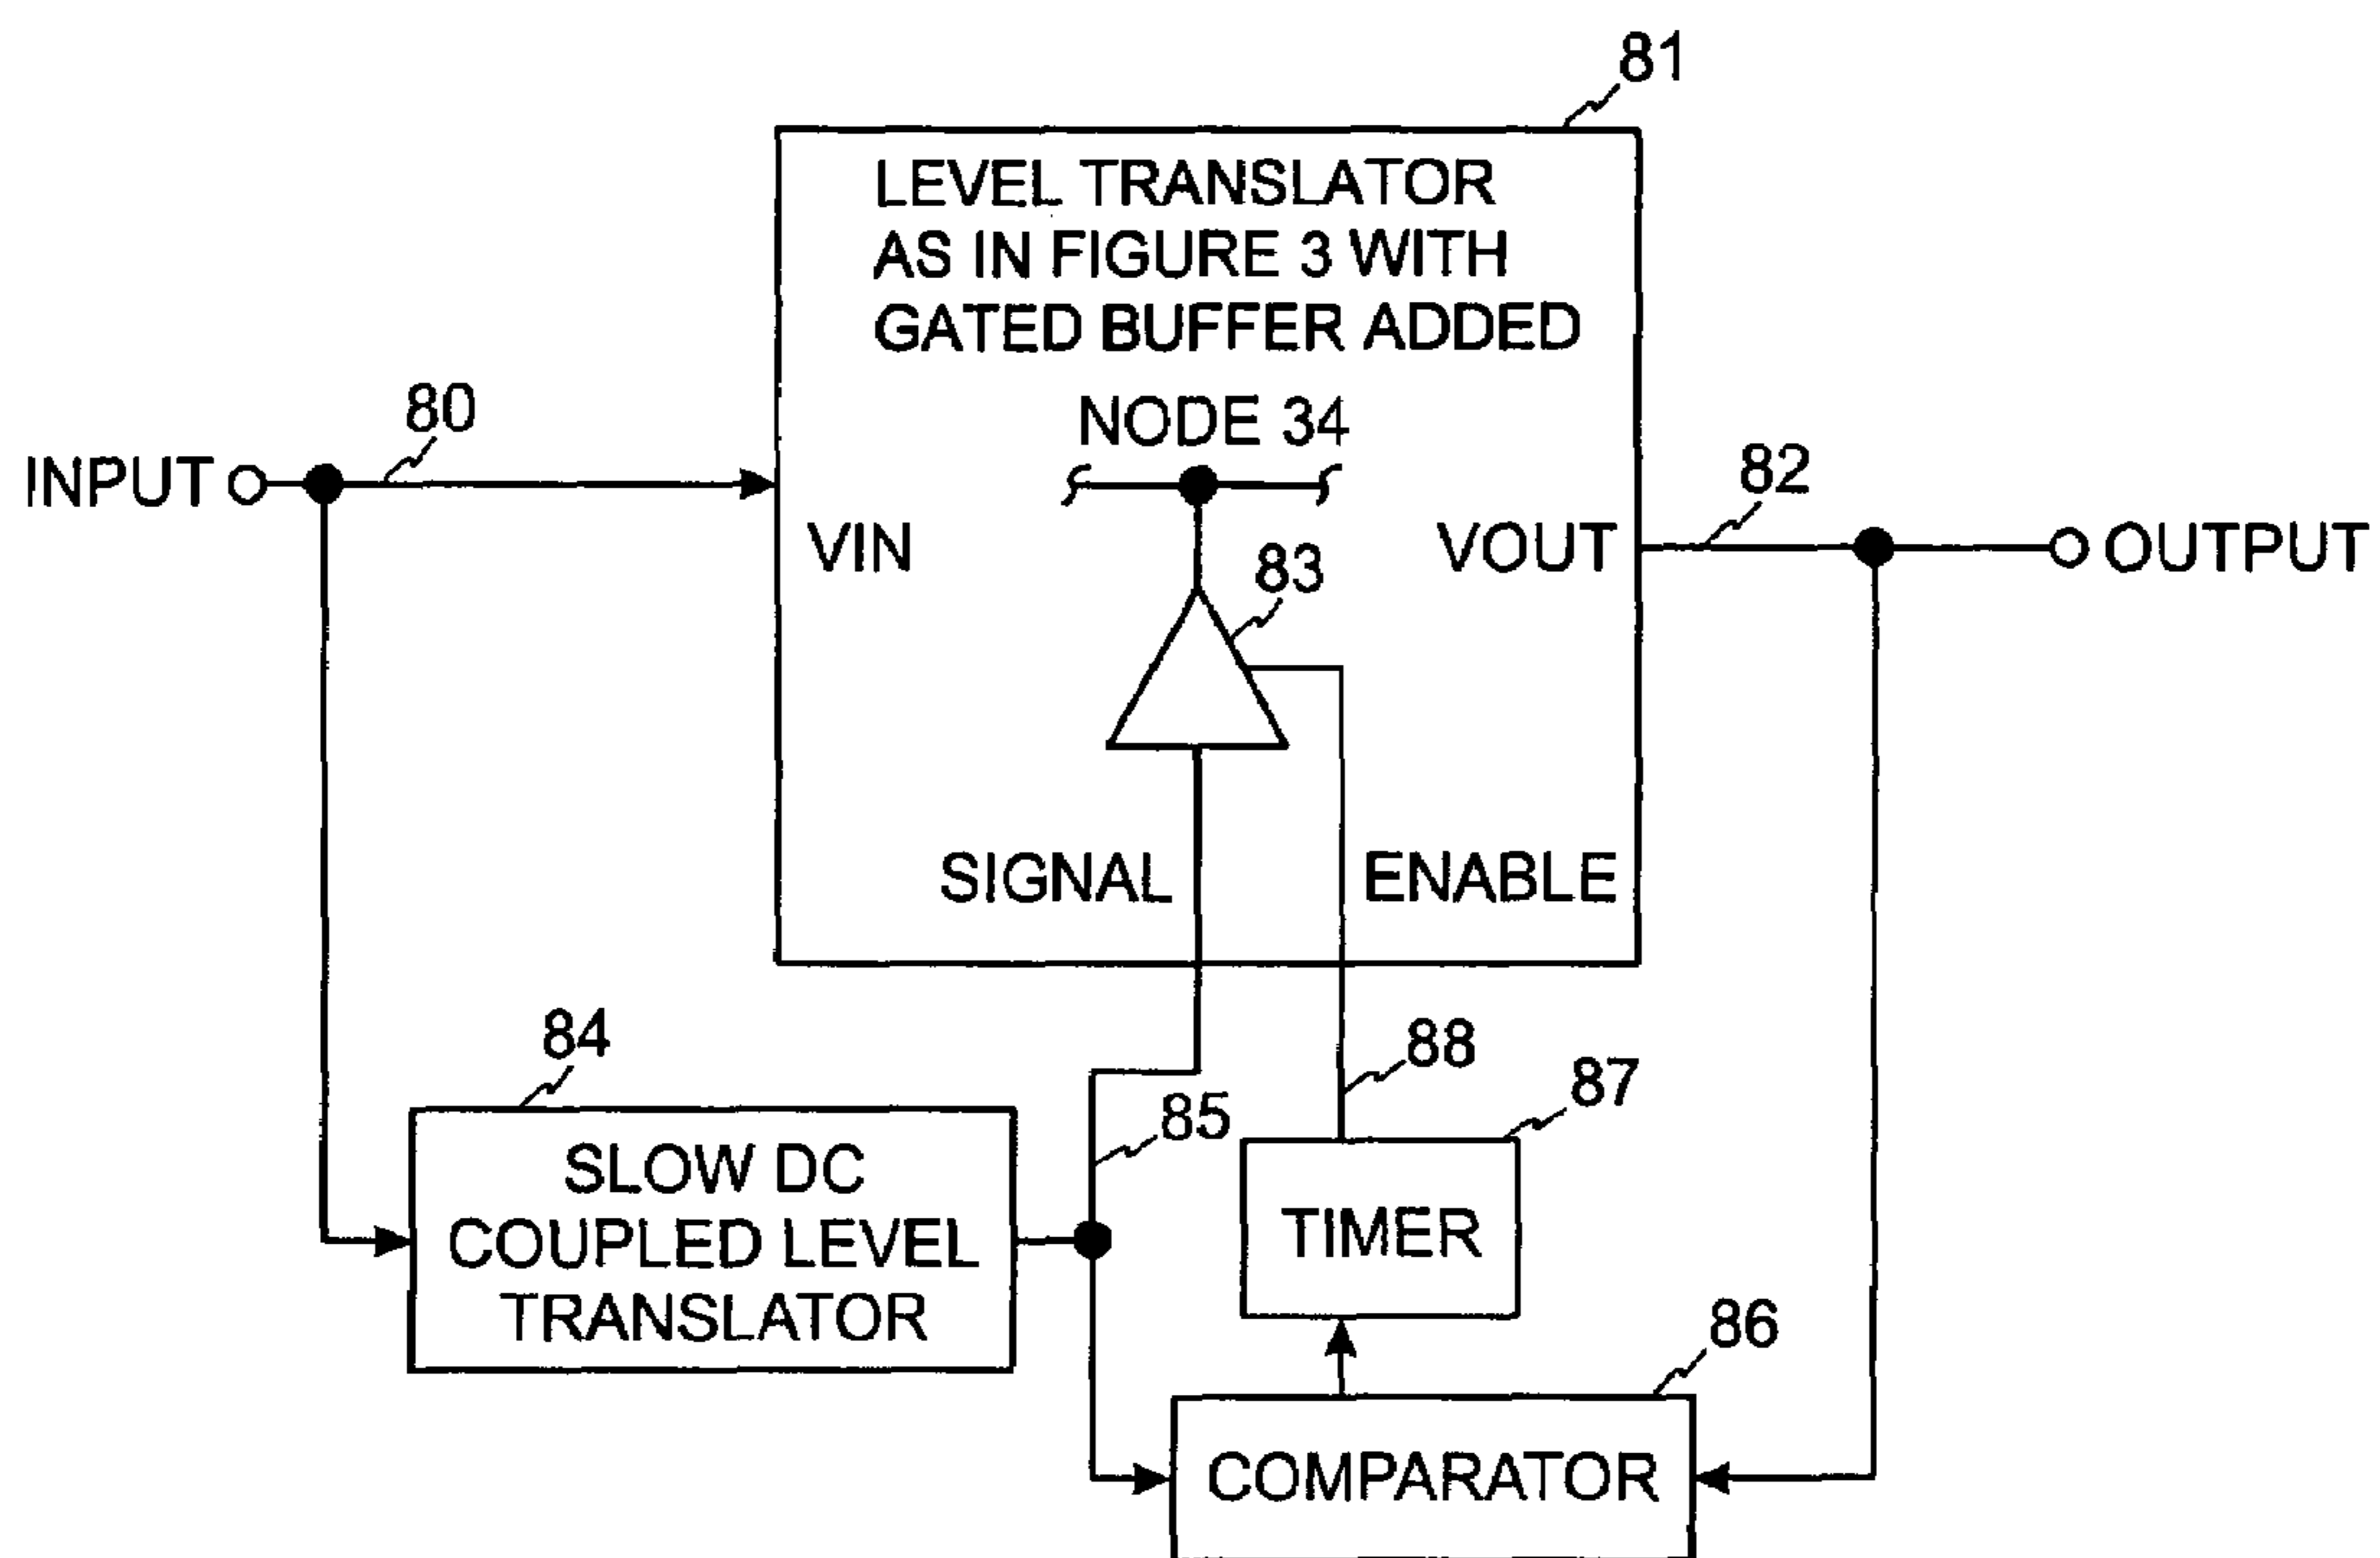 81
LEVEL TRANSLATOR
AS IN FIGURE 3 WITH
GATED BUFFER ADDED
80
NODE 34
INPUT
82
VIN
83
VOUT
OUTPUT
SIGNAL
ENABLE
84
88
87
85
SLOW DC
COUPLED LEVEL
TRANSLATOR
TIMER
86
COMPARATOR